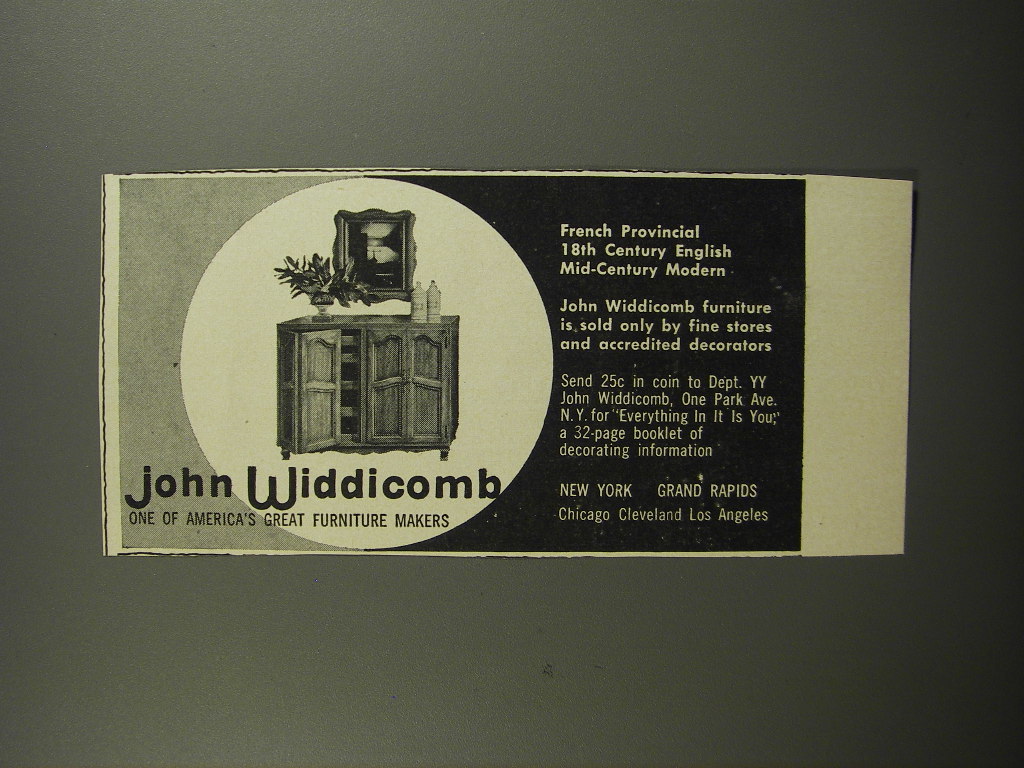 john Widdicomb
ONE OF AMERICA'S GREAT FURNITURE MAKERS
French Provincial
18th Century English
Mid-Century Modern
John Widdicomb furniture
is sold only by fine stores
and accredited decorators
Send 25c in coin to Dept. YY
John Widdicomb, One Park Ave.
N.Y. for "Everything In It Is You,"
a 32-page booklet of
decorating information
NEW YORK GRAND RAPIDS
Chicago Cleveland Los Angeles